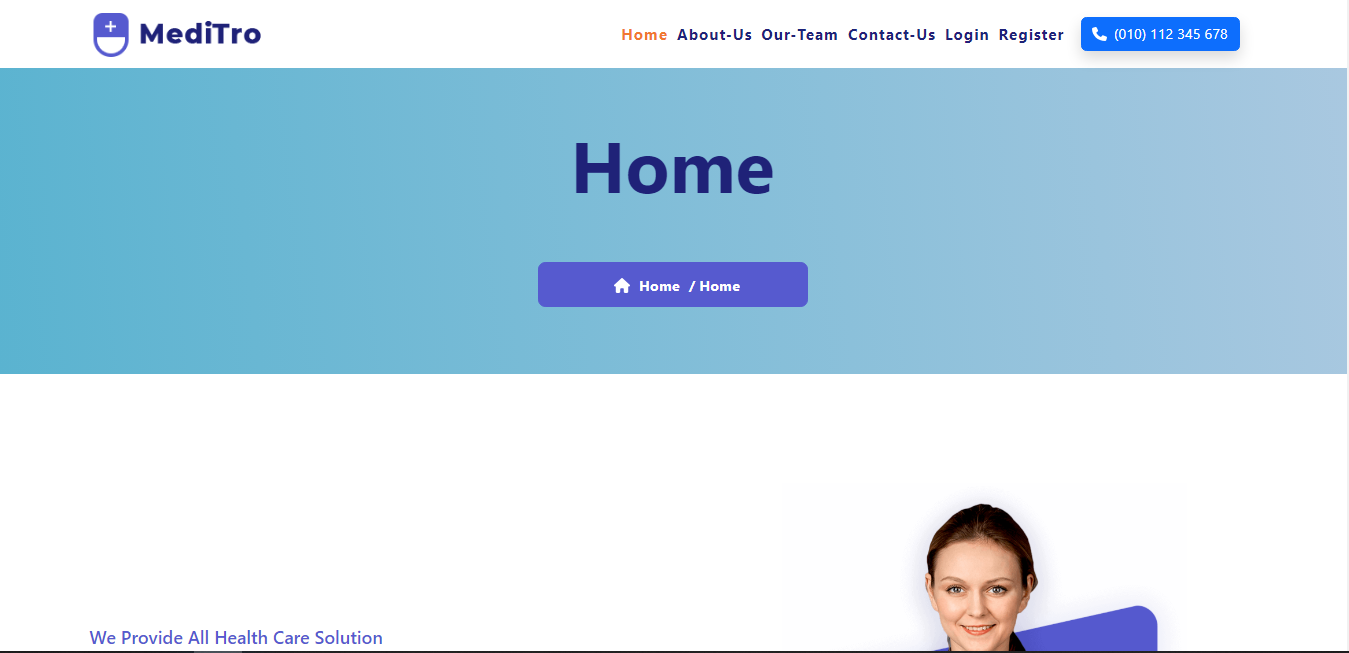 MediTro
Home About-Us Our-Team Contact-Us Login Register (010) 112 345 678
Home
Home / Home
We Provide All Health Care Solution